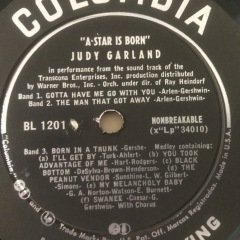 COLUMBIA
"A-STAR IS BORN"
JUDY GARLAND
in performance from the sound track of the
Transcona Enterprises, Inc. production distributed
by Warner Bros., Inc. - Orch. under dir. of Ray Heindorf
Band 1. GOTTA HAVE ME GO WITH YOU -Arlen-Gershwin-
Band 2. THE MAN THAT GOT AWAY -Arlen-Gershwin-
BL 1201
NONBREAKABLE
(x"Lp" 34010)
Band 3. BORN IN A TRUNK -Gershe- Medley containing:
(a) I'LL GET BY -Turk-Ahlert- (b) YOU TOOK
ADVANTAGE OF ME -Hart-Rodgers- (c) BLACK
BOTTOM -DeSylva-Brown-Henderson- (d) THE
PEANUT VENDOR -Sunshine-L. W. Gilbert-
-Simons- (e) MY MELANCHOLY BABY
-G. A. Norton-Watson-E. Burnett-
(f) SWANEE -Caesar-G.
Gershwin- With Chorus